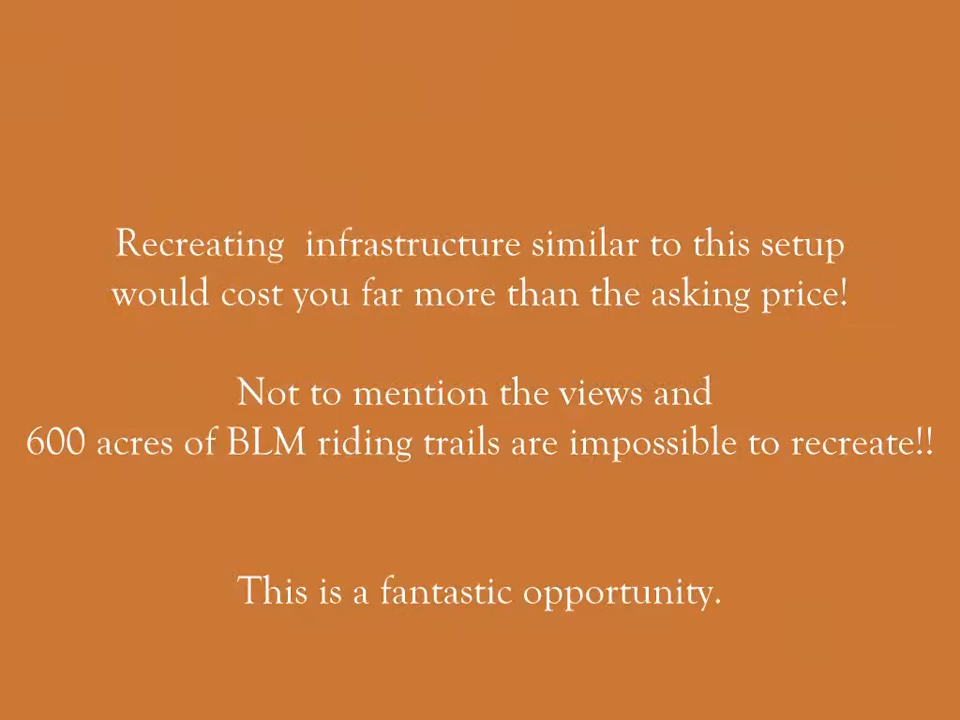 Recreating  infrastructure similar to this setup
would cost you far more than the asking price!
Not to mention the views and
600 acres of BLM riding trails are impossible to recreate!!
This is a fantastic opportunity.